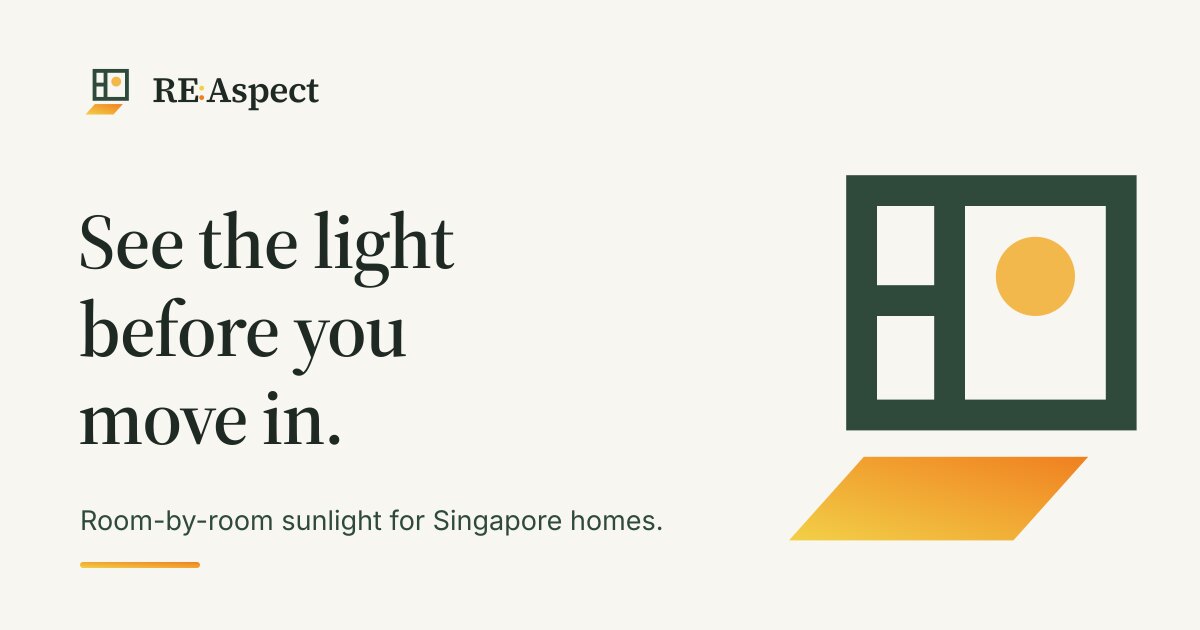 RE:Aspect
See the light
before you
move in.
Room-by-room sunlight for Singapore homes.